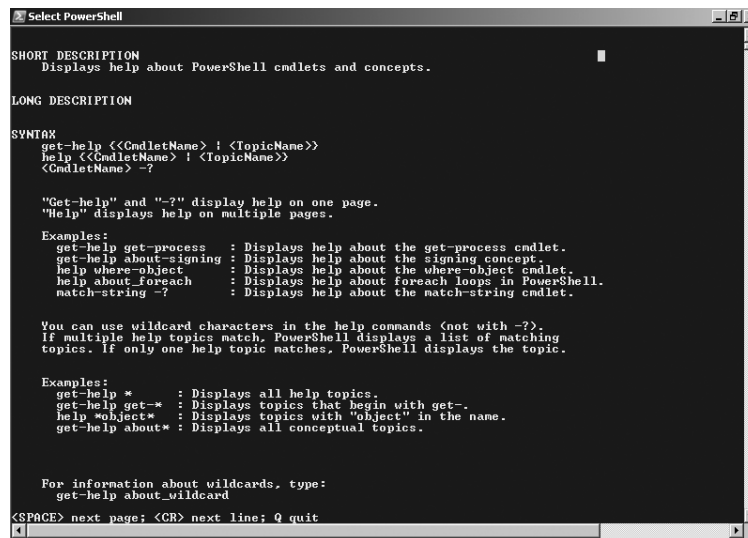 Select PowerShell
SHORT DESCRIPTION
Displays help about PowerShell cmdlets and concepts.
LONG DESCRIPTION
SYNTAX
get-help {<CmdletName> | <TopicName>}
help {<CmdletName> | <TopicName>}
<CmdletName> -?
"Get-help" and "-?" display help on one page.
"Help" displays help on multiple pages.
Examples:
get-help get-process : Displays help about the get-process cmdlet.
get-help about-signing : Displays help about the signing concept.
help where-object : Displays help about the where-object cmdlet.
help about_foreach : Displays help about foreach loops in PowerShell.
match-string -? : Displays help about the match-string cmdlet.
You can use wildcard characters in the help commands (not with -?).
If multiple help topics match, PowerShell displays a list of matching
topics. If only one help topic matches, PowerShell displays the topic.
Examples:
get-help * : Displays all help topics.
get-help get-* : Displays topics that begin with get-.
help *object* : Displays topics with "object" in the name.
get-help about* : Displays all conceptual topics.
For information about wildcards, type:
get-help about_wildcard
<SPACE> next page; <CR> next line; Q quit